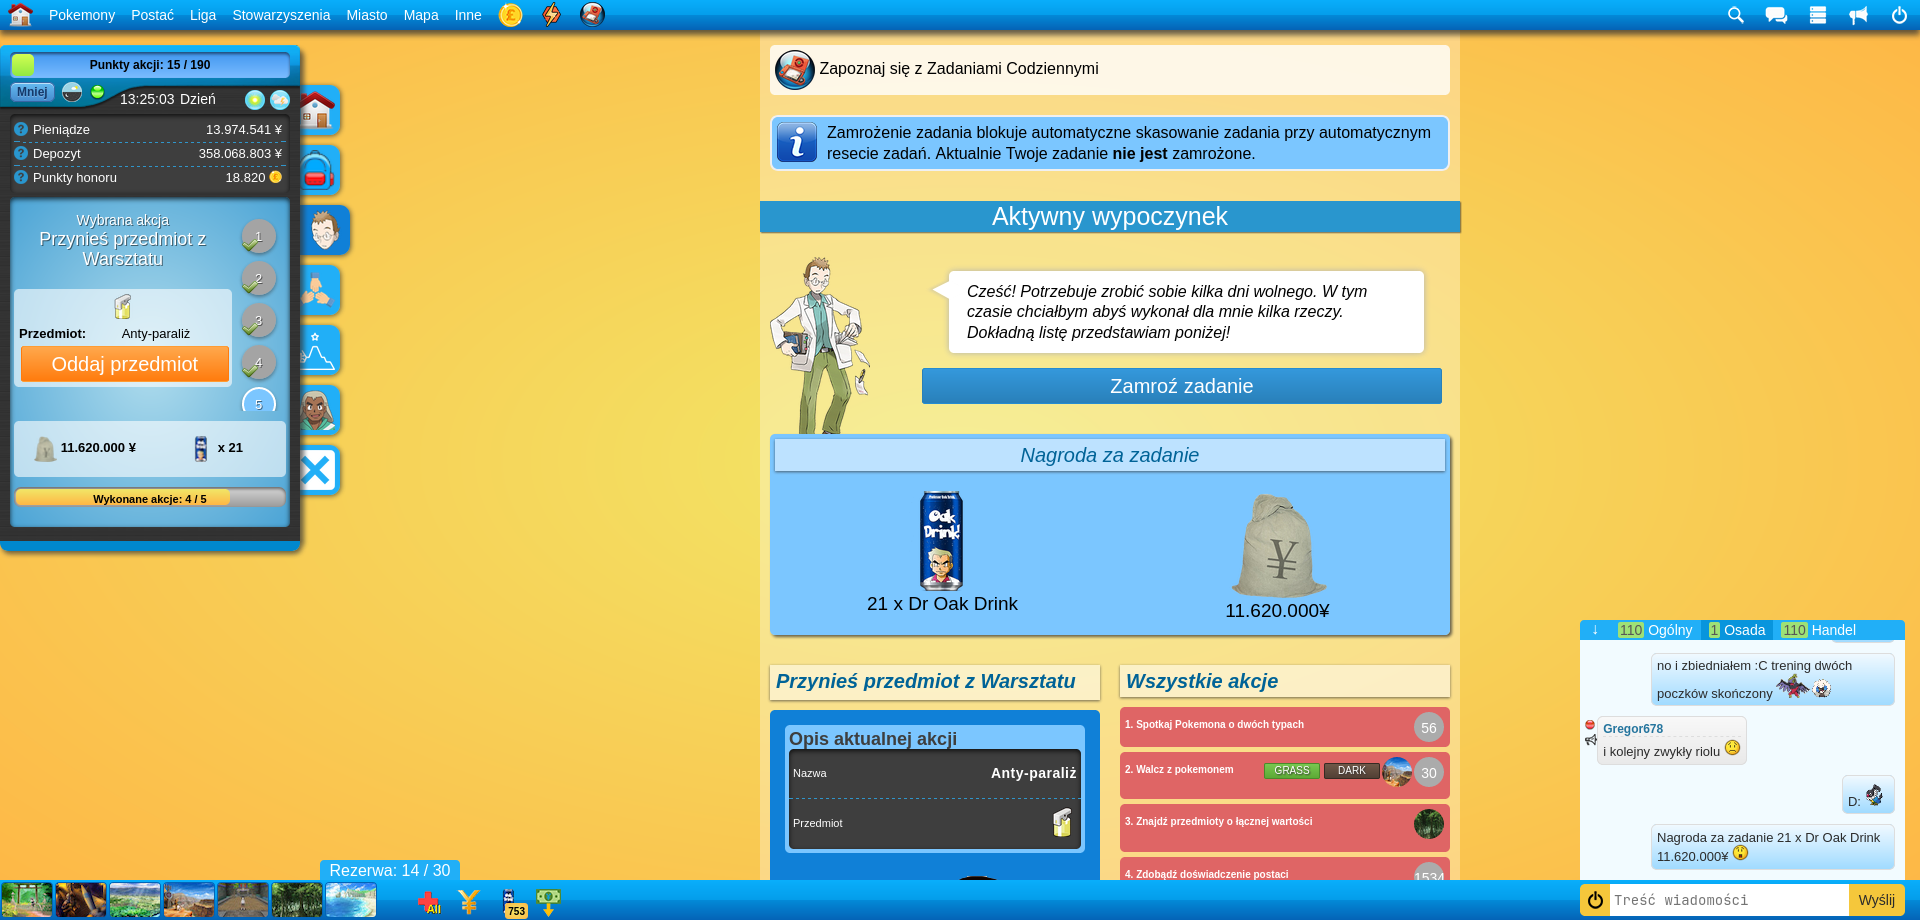 Pokemony Postać Liga Stowarzyszenia Miasto Mapa Inne
Punkty akcji: 15 / 190
Mniej
13:25:03 Dzień
Pieniądze 13.974.541 ¥
Depozyt 358.068.803 ¥
Punkty honoru 18.820
Wybrana akcja
Przynieś przedmiot z
Warsztatu
1
2
3
4
5
Przedmiot: Anty-paraliż
Oddaj przedmiot
11.620.000 ¥ x 21
Wykonane akcje: 4 / 5
Zapoznaj się z Zadaniami Codziennymi
Zamrożenie zadania blokuje automatyczne skasowanie zadania przy automatycznym
resecie zadań. Aktualnie Twoje zadanie nie jest zamrożone.
Aktywny wypoczynek
Cześć! Potrzebuje zrobić sobie kilka dni wolnego. W tym
czasie chciałbym abyś wykonał dla mnie kilka rzeczy.
Dokładną listę przedstawiam poniżej!
Zamroź zadanie
Nagroda za zadanie
Oak
Drink!
¥
21 x Dr Oak Drink
11.620.000¥
Przynieś przedmiot z Warsztatu
Opis aktualnej akcji
Nazwa Anty-paraliż
Przedmiot
Wszystkie akcje
1. Spotkaj Pokemona o dwóch typach 56
2. Walcz z pokemonem GRASS DARK 30
3. Znajdź przedmioty o łącznej wartości
4. Zdobądź doświadczenie postaci 1534
↓ 110 Ogólny 1 Osada 110 Handel
no i zbiedniałem :C trening dwóch
poczków skończony
Gregor678
i kolejny zwykły riolu
D:
Nagroda za zadanie 21 x Dr Oak Drink
11.620.000¥
Treść wiadomości Wyślij
Rezerwa: 14 / 30
All
753